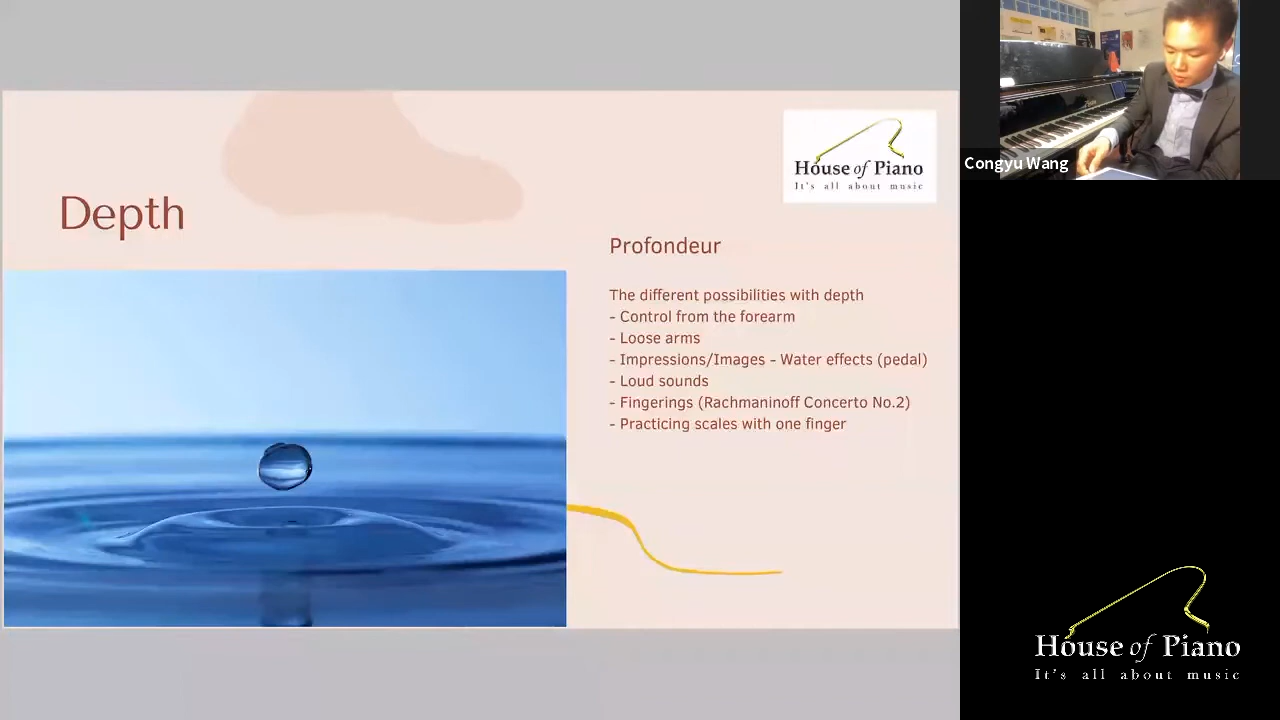 Depth
House of Piano
It's all about music
Profondeur
The different possibilities with depth
- Control from the forearm
- Loose arms
- Impressions/Images - Water effects (pedal)
- Loud sounds
- Fingerings (Rachmaninoff Concerto No.2)
- Practicing scales with one finger
Congyu Wang
House of Piano
It's all about music